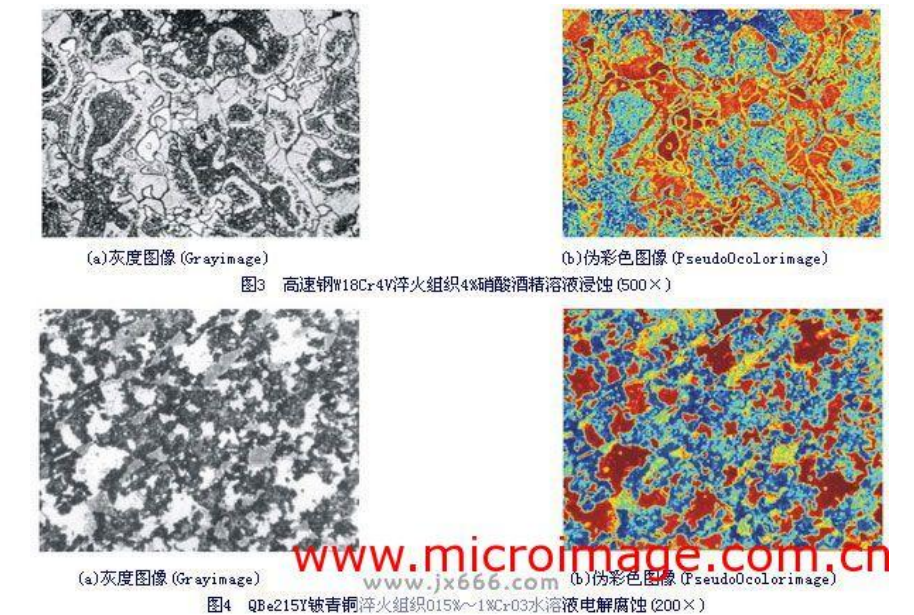 (a)灰度图像(Grayimage)
(b)伪彩色图像(PseudoOcolorimage)
图3 高速钢W18Cr4V淬火组织4%硝酸酒精溶液浸蚀(500×)
www.microimage.com.cn
(a)灰度图像(Grayimage)
www.jx666.com
(b)伪彩色图像(PseudoOcolorimage)
图4 QBe215Y铍青铜淬火组织015%~1%Cr03水溶液电解腐蚀(200×)